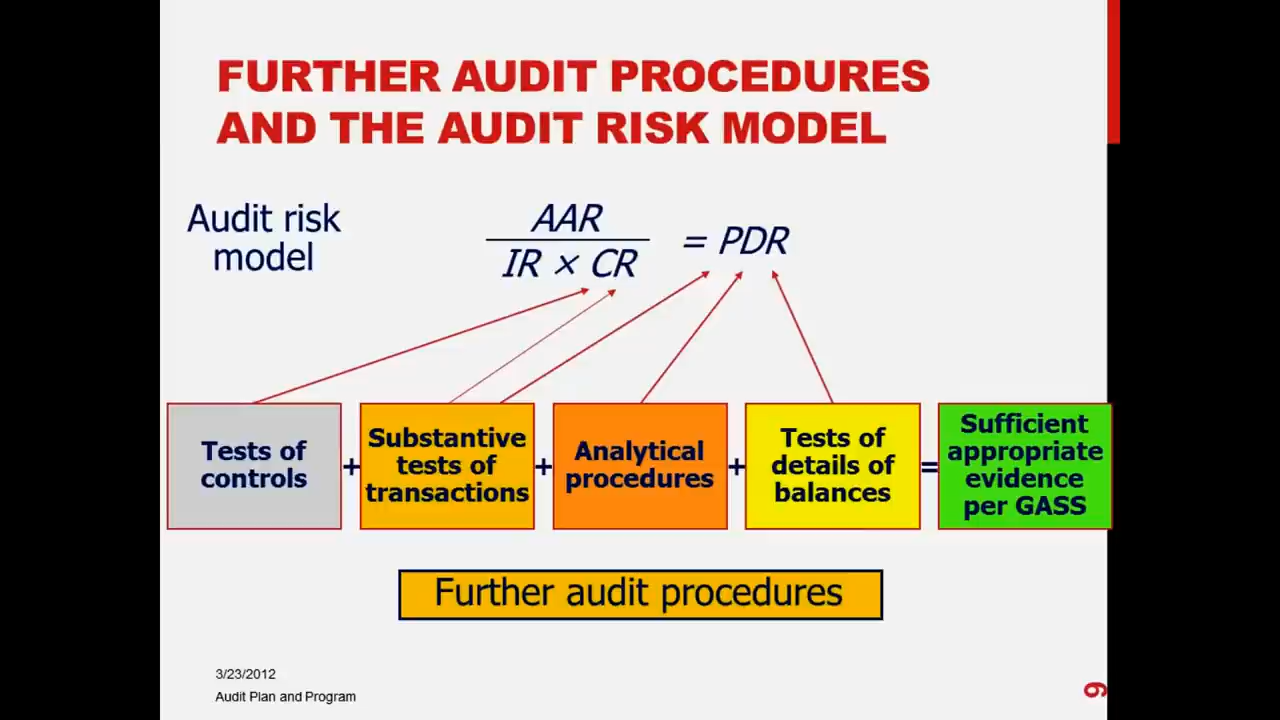 FURTHER AUDIT PROCEDURES
AND THE AUDIT RISK MODEL
Audit risk
model
AAR
IR × CR
= PDR
Tests of
controls
+
Substantive
tests of
transactions
+
Analytical
procedures
+
Tests of
details of
balances
=
Sufficient
appropriate
evidence
per GASS
Further audit procedures
3/23/2012
Audit Plan and Program
9